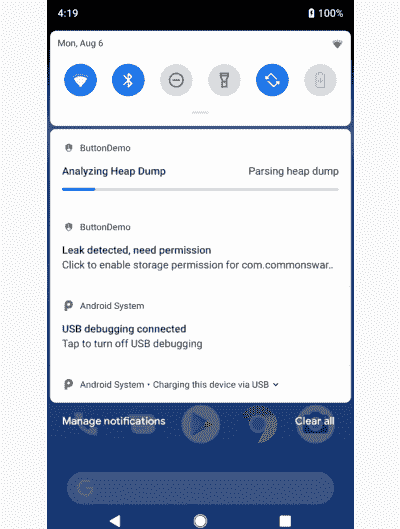 4:19 100%
Mon, Aug 6
ButtonDemo
Analyzing Heap Dump Parsing heap dump
ButtonDemo
Leak detected, need permission
Click to enable storage permission for com.commonswar..
Android System
USB debugging connected
Tap to turn off USB debugging
Android System • Charging this device via USB
Manage notifications Clear all
G